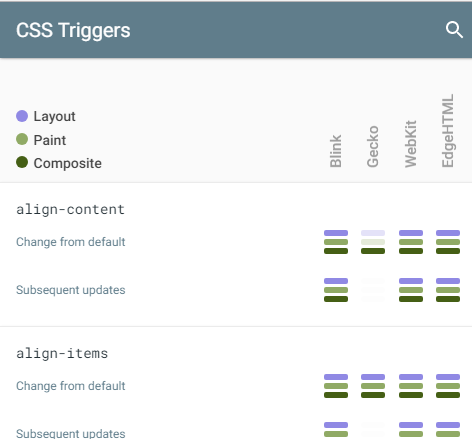 CSS Triggers
Layout
Paint
Composite
Blink
Gecko
WebKit
EdgeHTML
align-content
Change from default
Subsequent updates
align-items
Change from default
Subsequent updates